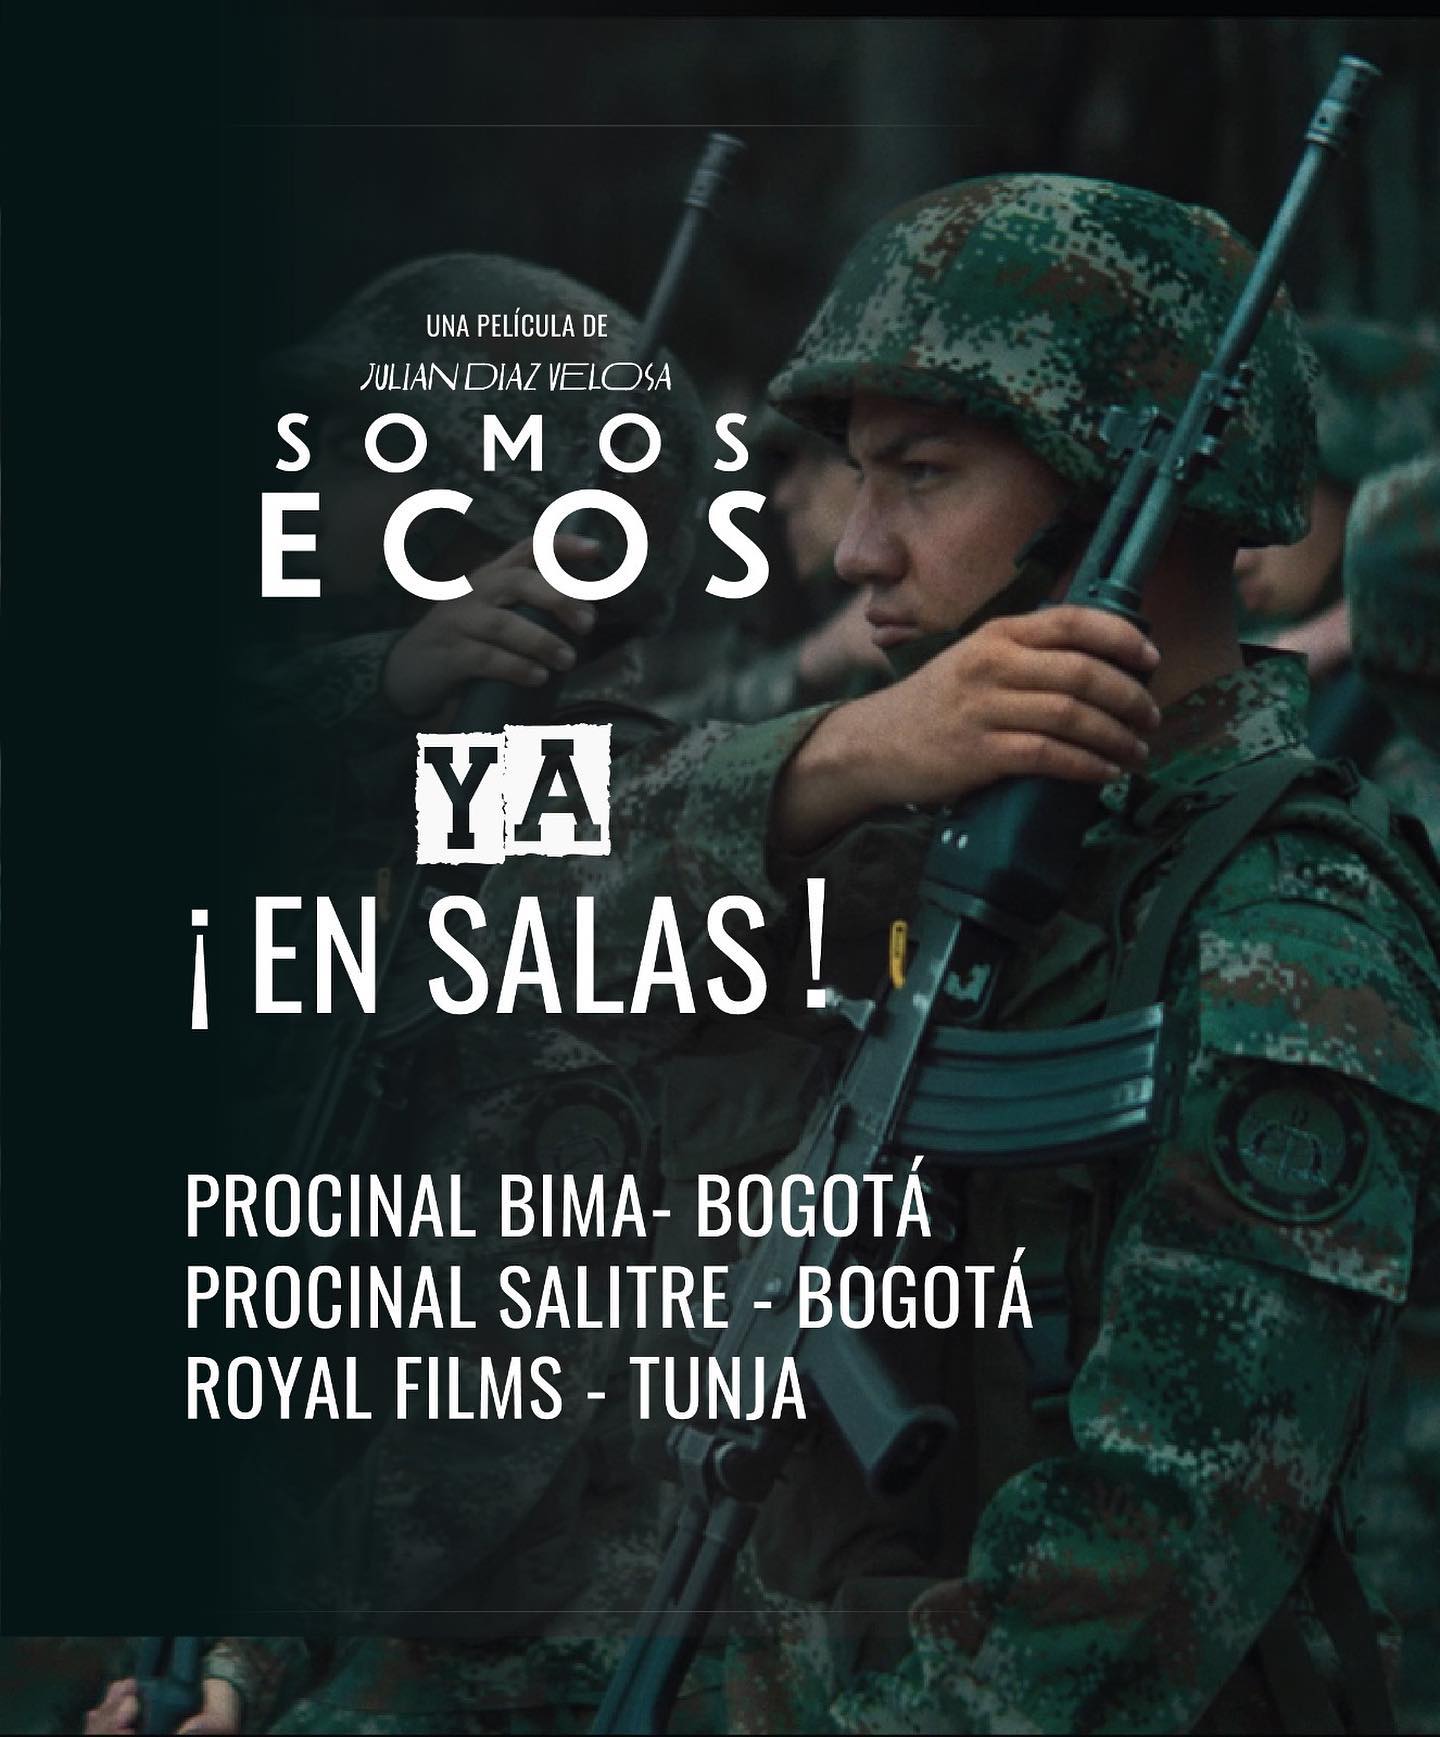 UNA PELÍCULA DE
JULIAN DIAZ VELOSA
SOMOS
ECOS
YA
¡EN SALAS!
PROCINAL BIMA- BOGOTÁ
PROCINAL SALITRE - BOGOTÁ
ROYAL FILMS - TUNJA